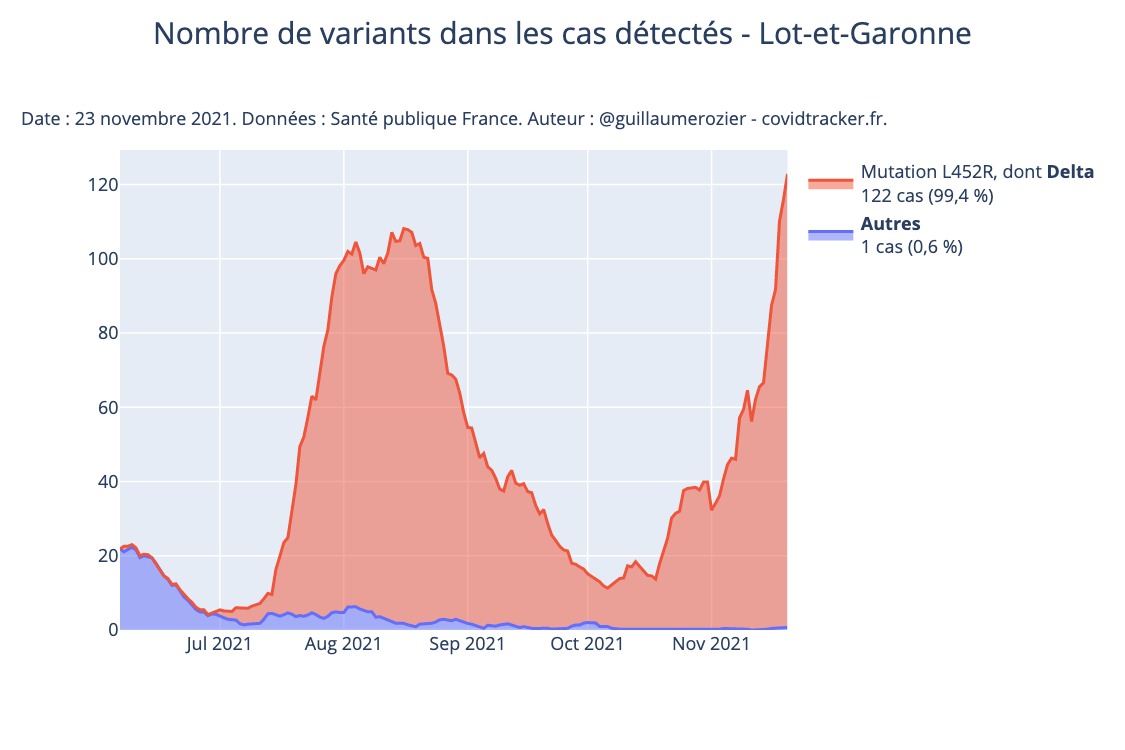 Nombre de variants dans les cas détectés - Lot-et-Garonne
Date : 23 novembre 2021. Données : Santé publique France. Auteur : @guillaumerozier - covidtracker.fr.
Mutation L452R, dont Delta
122 cas (99,4 %)
Autres
1 cas (0,6 %)
120
100
80
60
40
20
0
Jul 2021 Aug 2021 Sep 2021 Oct 2021 Nov 2021